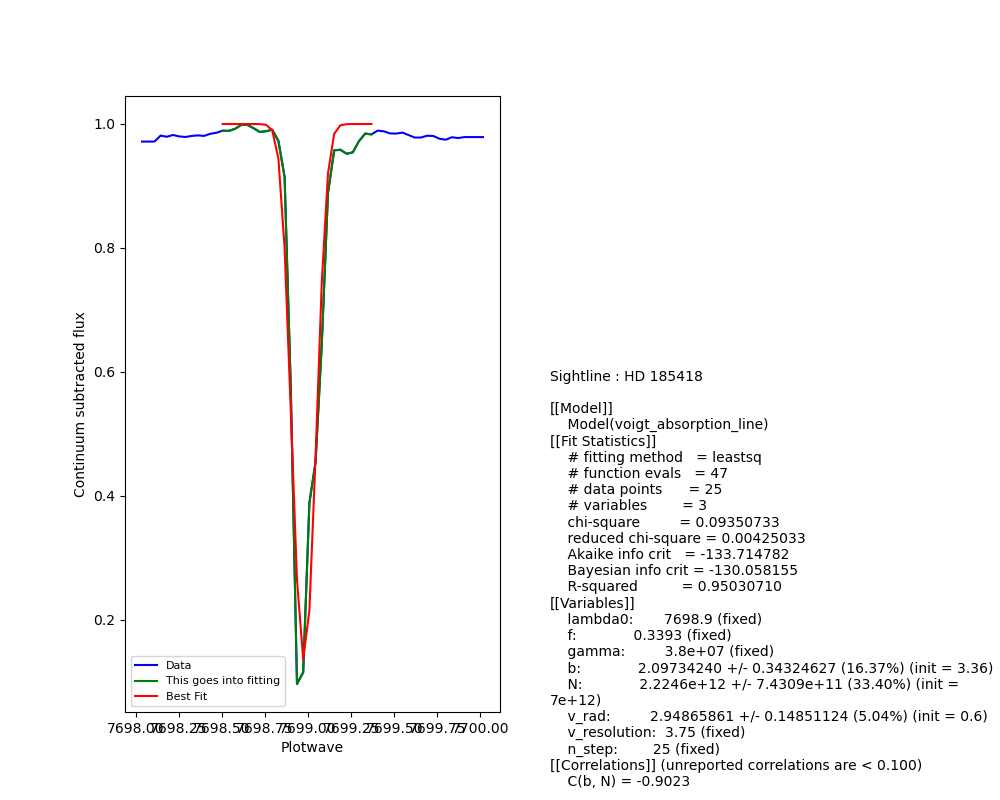 1.0
0.8
0.6
0.4
0.2
Continuum subtracted flux
Data
This goes into fitting
Best Fit
7698.00 7698.25 7698.50 7698.75 7699.00 7699.25 7699.50 7699.75 7700.00
Plotwave
Sightline : HD 185418
[[Model]]
Model(voigt_absorption_line)
[[Fit Statistics]]
# fitting method = leastsq
# function evals = 47
# data points = 25
# variables = 3
chi-square = 0.09350733
reduced chi-square = 0.00425033
Akaike info crit = -133.714782
Bayesian info crit = -130.058155
R-squared = 0.95030710
[[Variables]]
lambda0: 7698.9 (fixed)
f: 0.3393 (fixed)
gamma: 3.8e+07 (fixed)
b: 2.09734240 +/- 0.34324627 (16.37%) (init = 3.36)
N: 2.2246e+12 +/- 7.4309e+11 (33.40%) (init =
7e+12)
v_rad: 2.94865861 +/- 0.14851124 (5.04%) (init = 0.6)
v_resolution: 3.75 (fixed)
n_step: 25 (fixed)
[[Correlations]] (unreported correlations are < 0.100)
C(b, N) = -0.9023